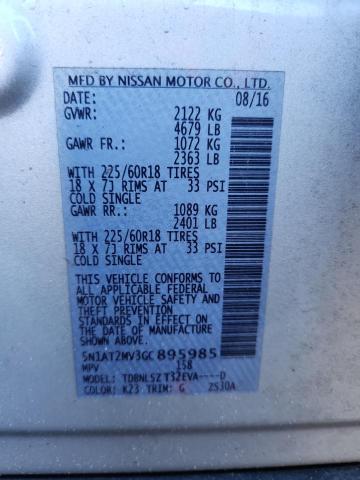 MFD BY NISSAN MOTOR CO., LTD.
DATE: 08/16
GVWR: 2122 KG
4679 LB
GAWR FR.: 1072 KG
2363 LB
WITH 225/60R18 TIRES
18 X 7J RIMS AT 33 PSI
COLD SINGLE
GAWR RR.: 1089 KG
2401 LB
WITH 225/60R18 TIRES
18 X 7J RIMS AT 33 PSI
COLD SINGLE
THIS VEHICLE CONFORMS TO
ALL APPLICABLE FEDERAL
MOTOR VEHICLE SAFETY
AND THEFT PREVENTION
STANDARDS IN EFFECT ON
THE DATE OF MANUFACTURE
SHOWN ABOVE.
5N1AT2MV3GC895985
MPV 158
MODEL: TDBNLSZ T32EVA----D
COLOR: K23 TRIM: G 2S30A